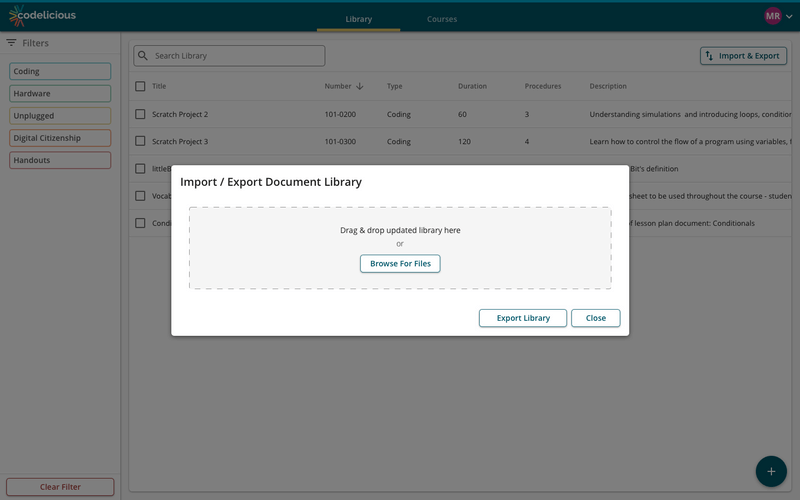 codelicious
Library
Courses
MR
Filters
Coding
Hardware
Unplugged
Digital Citizenship
Handouts
Clear Filter
Search Library
Import & Export
Title Number Type Duration Procedures Description
Scratch Project 2 101-0200 Coding 60 3 Understanding simulations and introducing loops, condition
Scratch Project 3 101-0300 Coding 120 4 Learn how to control the flow of a program using variables, f
littleB Bit's definition
Vocab sheet to be used throughout the course - studen
Condi of lesson plan document: Conditionals
Import / Export Document Library
Drag & drop updated library here
or
Browse For Files
Export Library
Close